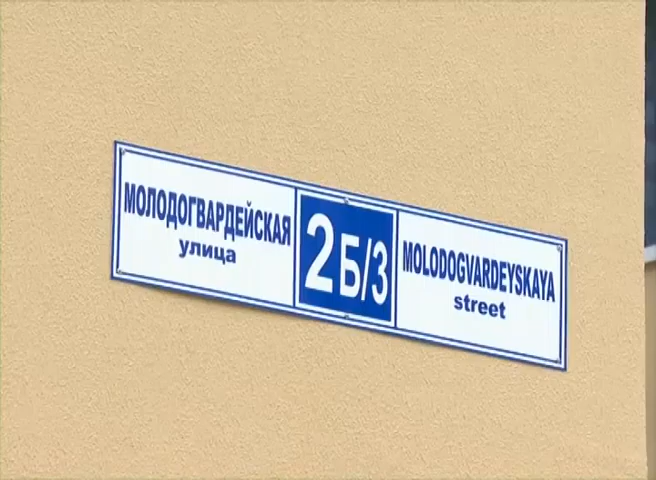 МОЛОДОГВАРДЕЙСКАЯ
улица
2Б/3
MOLODOGVARDEYSKAYA
street